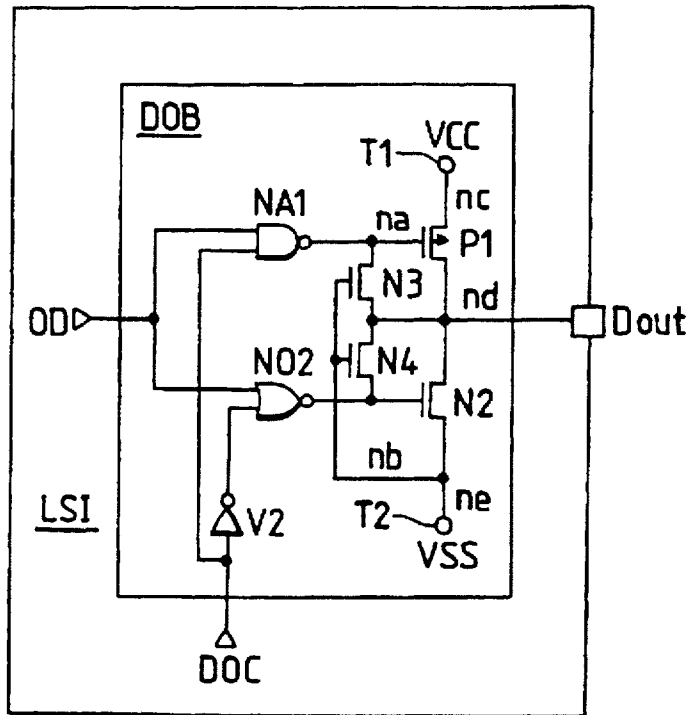 DOB
VCC
T1
nc
NA1
na
P1
N3
nd
OD
Dout
NO2
N4
N2
nb
ne
LSI
V2
T2
VSS
DOC